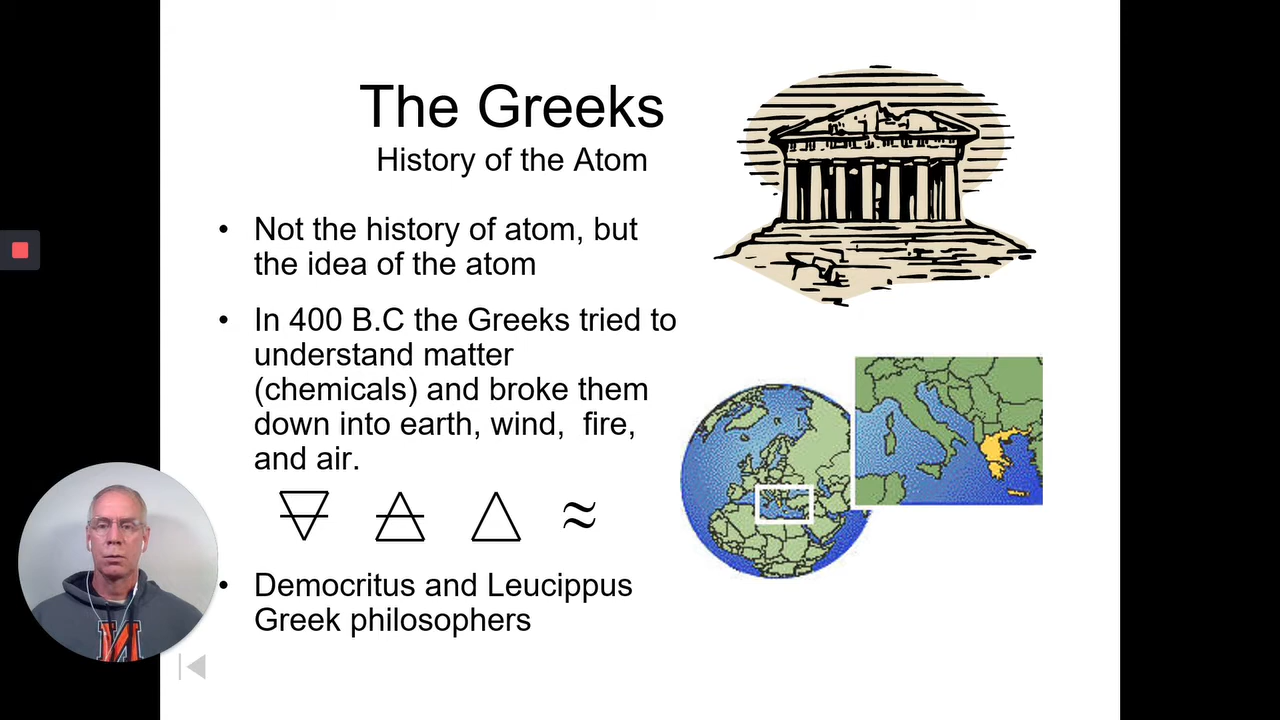 The Greeks
History of the Atom
• Not the history of atom, but
the idea of the atom
• In 400 B.C the Greeks tried to
understand matter
(chemicals) and broke them
down into earth, wind,  fire,
and air.
• Democritus and Leucippus
Greek philosophers
N